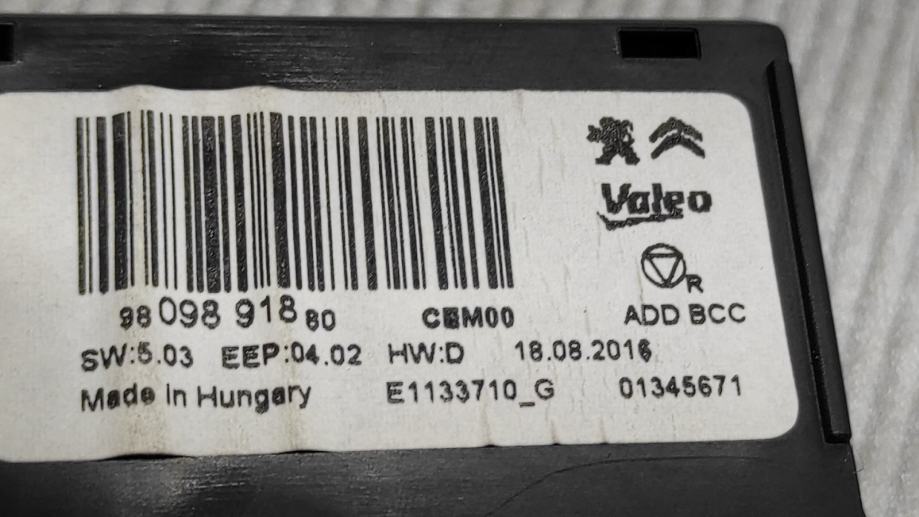 Valeo
R
98 098 918 80 CEM00 ADD BCC
SW:5.03 EEP:04.02 HW:D 18.08.2016
Made in Hungary E1133710_G 01345671